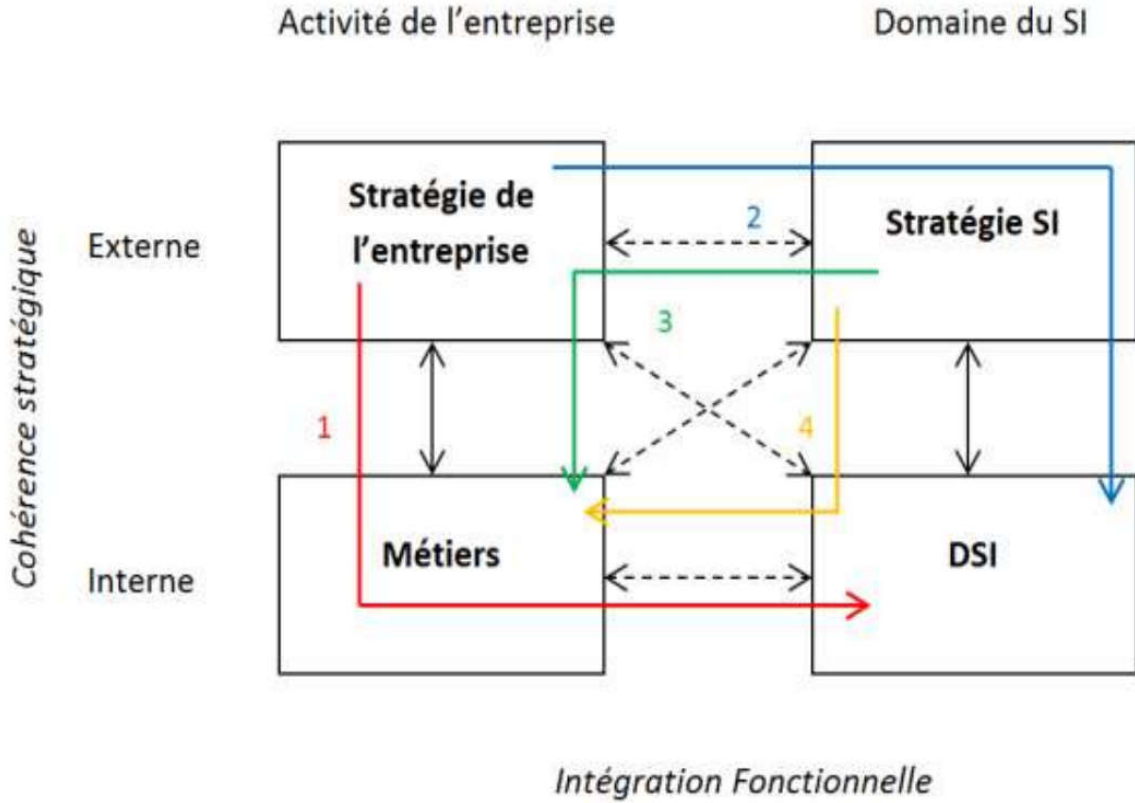 Activité de l'entreprise
Domaine du SI
Cohérence stratégique
Externe
Stratégie de
l'entreprise
2
Stratégie SI
3
1
4
Interne
Métiers
DSI
Intégration Fonctionnelle